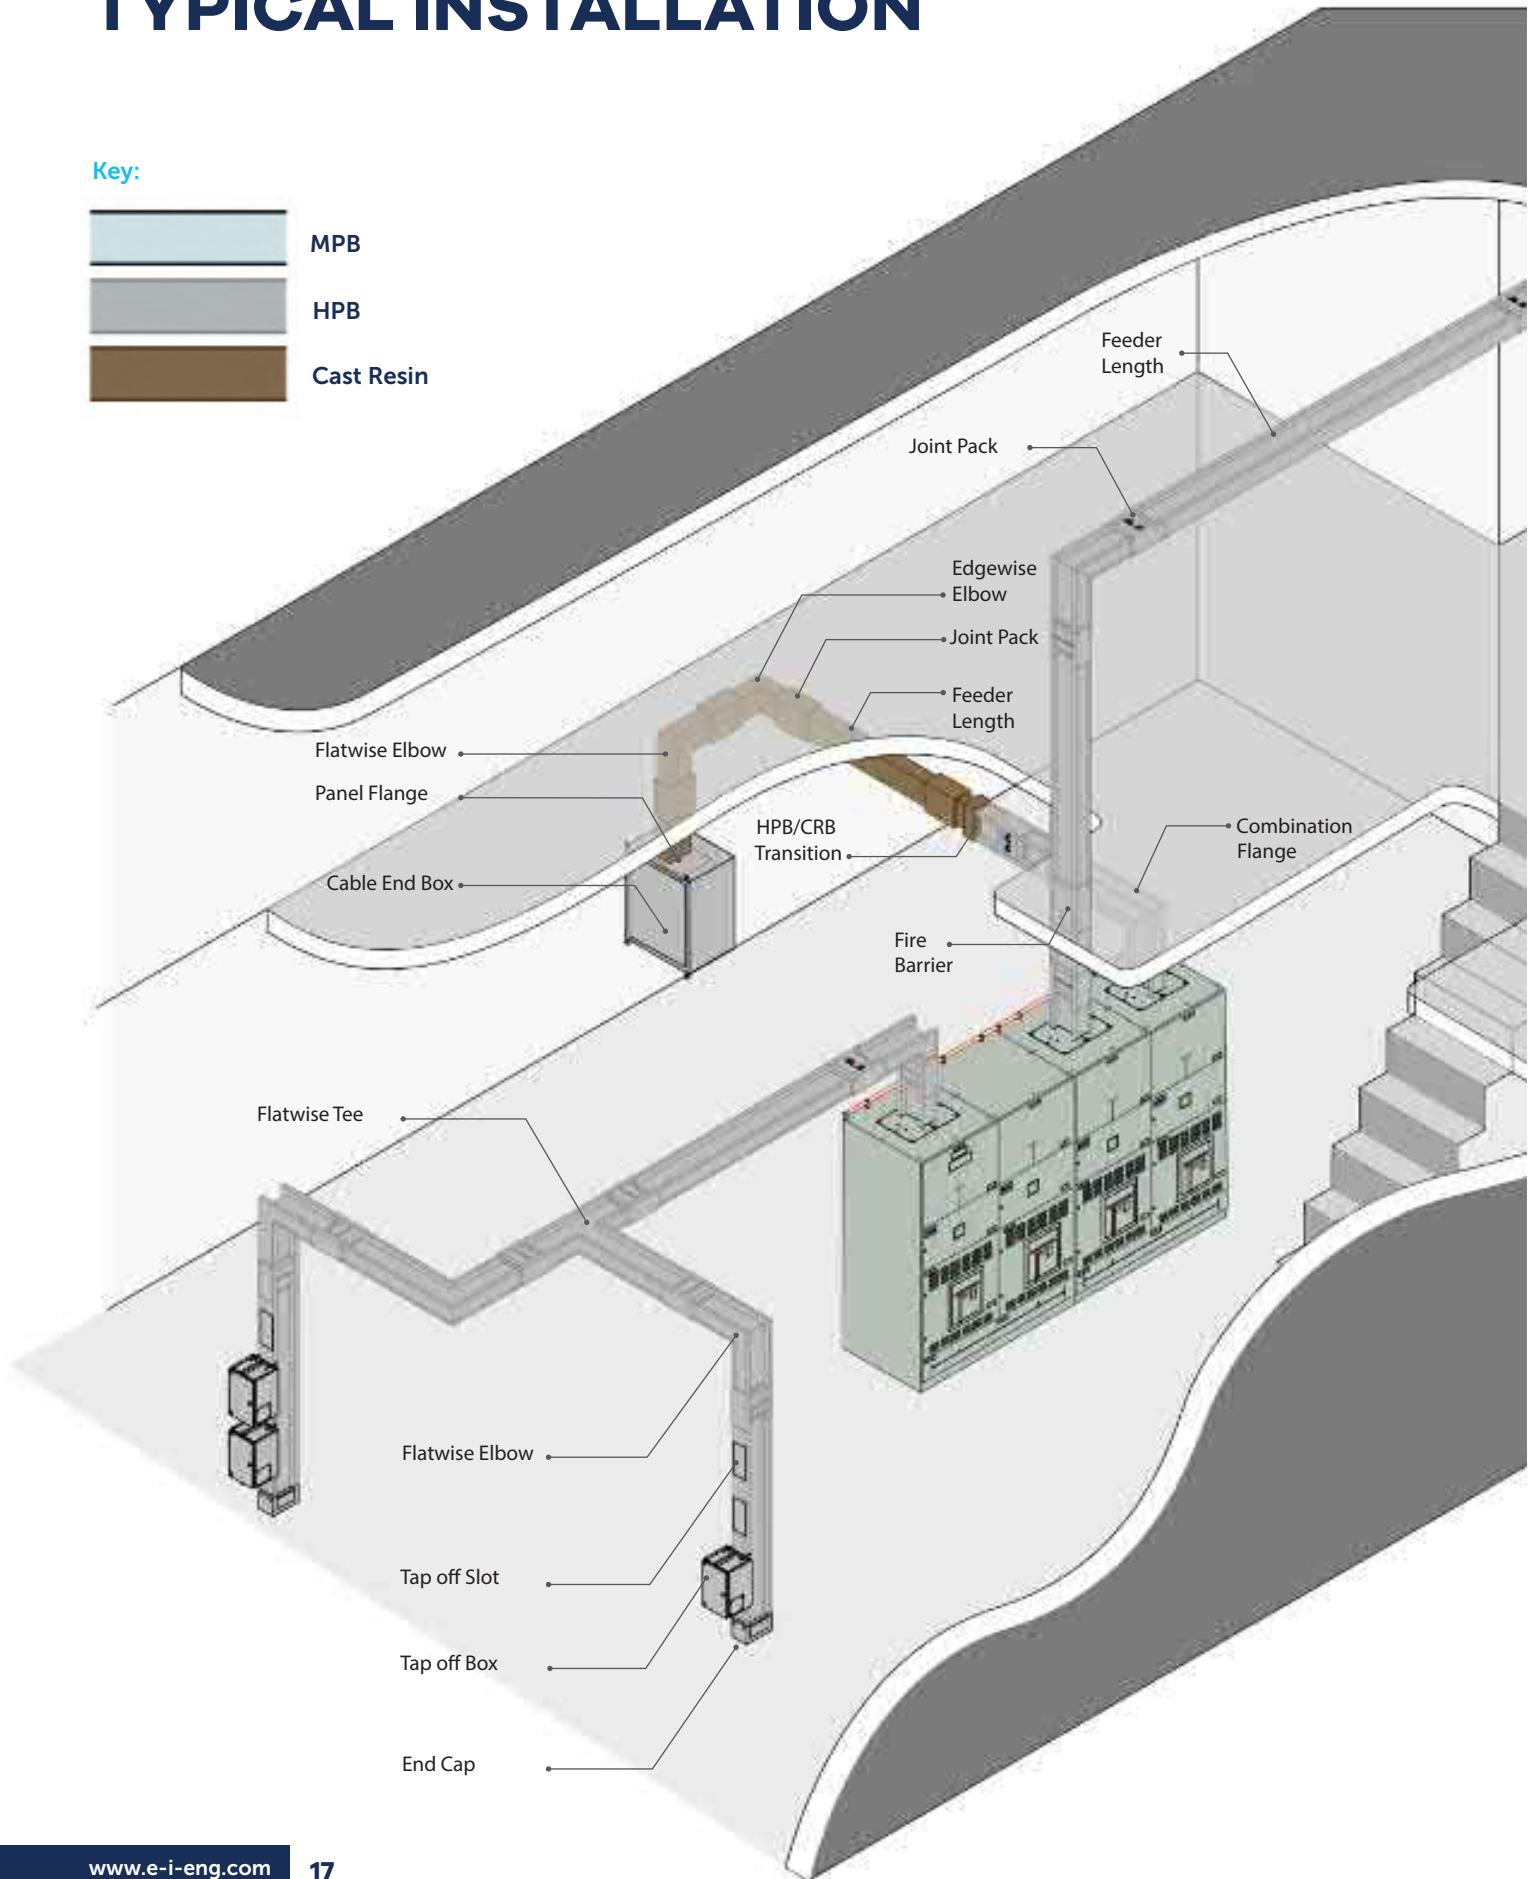 TYPICAL INSTALLATION
Key:
MPB
HPB
Cast Resin
Feeder
Length
Joint Pack
Edgewise
Elbow
Joint Pack
Feeder
Length
Flatwise Elbow
Panel Flange
HPB/CRB
Transition
Combination
Flange
Cable End Box
Fire
Barrier
Flatwise Tee
Flatwise Elbow
Tap off Slot
Tap off Box
End Cap
www.e-i-eng.com
17